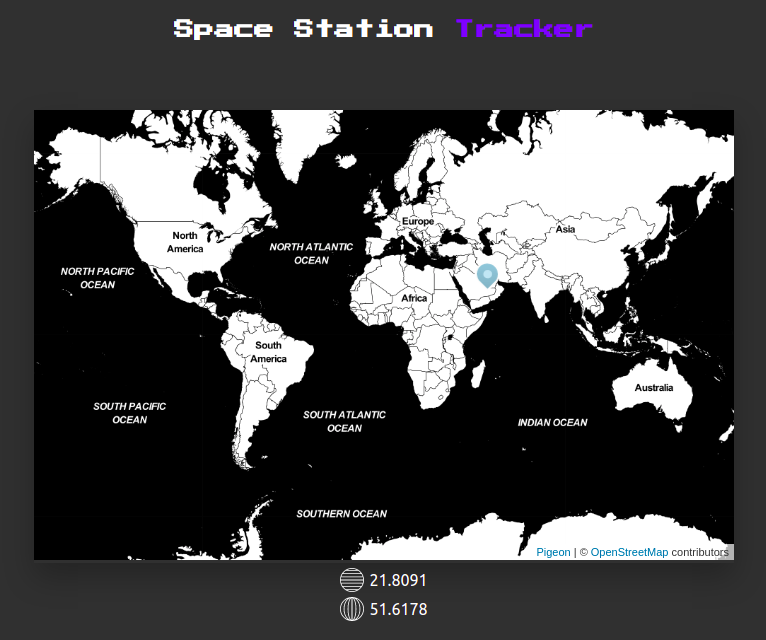 Space Station Tracker
Europe
Asia
North
America
NORTH ATLANTIC
OCEAN
NORTH PACIFIC
OCEAN
Africa
South
America
Australia
SOUTH PACIFIC
OCEAN
SOUTH ATLANTIC
OCEAN
INDIAN OCEAN
SOUTHERN OCEAN
Pigeon | © OpenStreetMap contributors
21.8091
51.6178